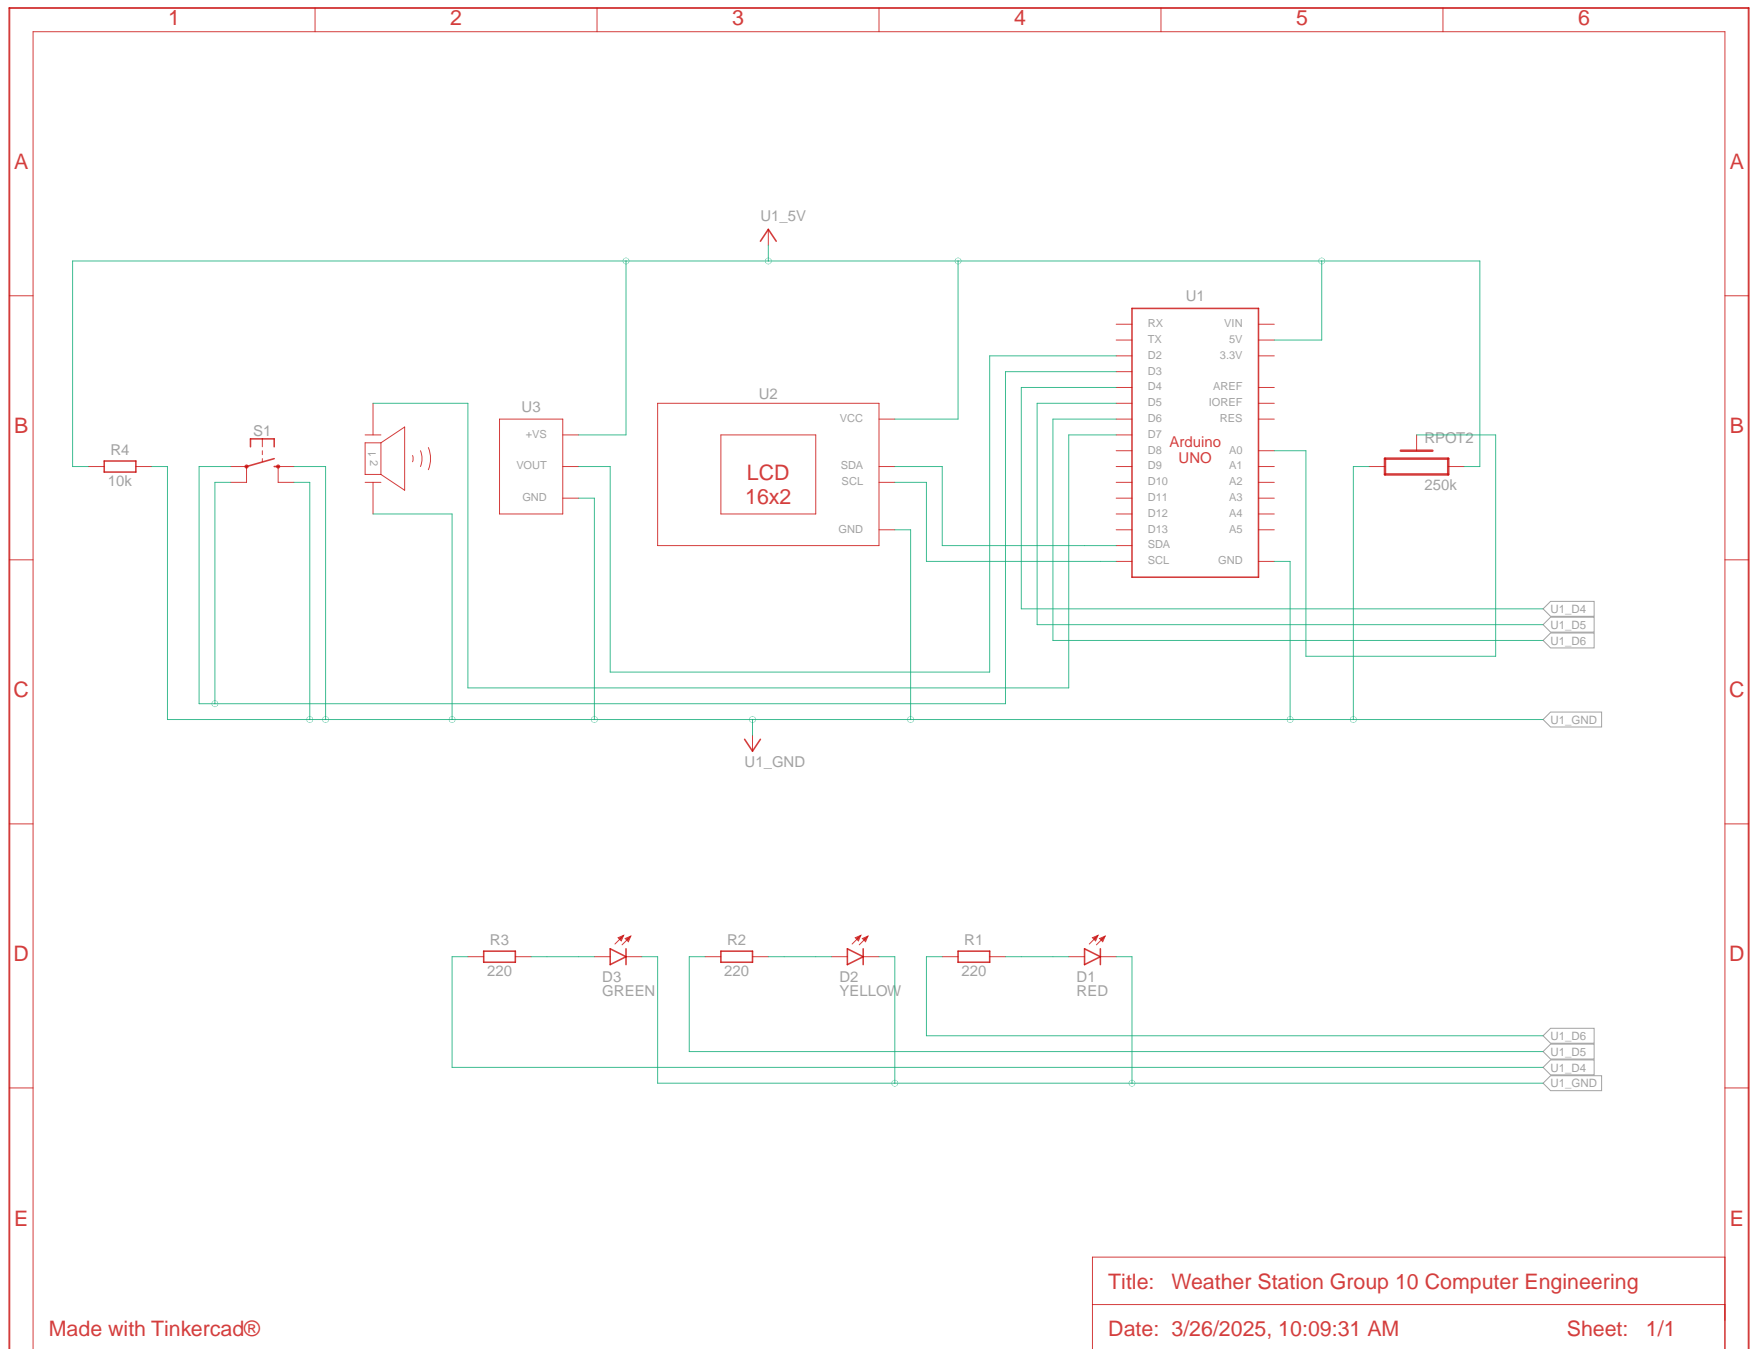 1 2 3 4 5 6
A A
U1_5V
U1
RX VIN
TX 5V
D2 3.3V
D3
D4 AREF
D5 IOREF
D6 RES
D7
D8 A0
D9 A1
D10 A2
D11 A3
D12 A4
D13 A5
SDA
SCL GND
Arduino
UNO
B B
R4
10k
S1
1 2
U3
+VS
VOUT
GND
U2
VCC
SDA
SCL
GND
LCD
16x2
RPOT2
250k
U1_D4
U1_D5
U1_D6
C C
U1_GND
U1_GND
D D
R3
220
D3
GREEN
R2
220
D2
YELLOW
R1
220
D1
RED
U1_D6
U1_D5
U1_D4
U1_GND
E E
Title: Weather Station Group 10 Computer Engineering
Made with Tinkercad®
Date: 3/26/2025, 10:09:31 AM Sheet: 1/1